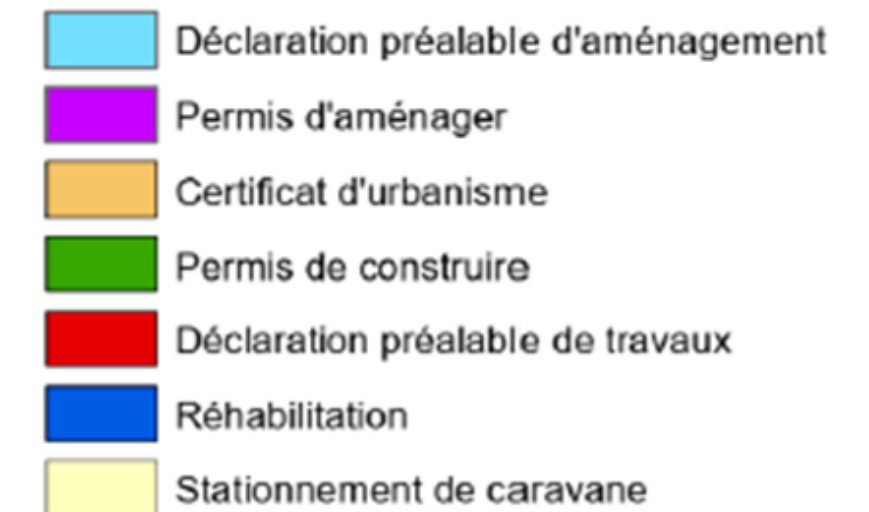 Déclaration préalable d'aménagement
Permis d'aménager
Certificat d'urbanisme
Permis de construire
Déclaration préalable de travaux
Réhabilitation
Stationnement de caravane